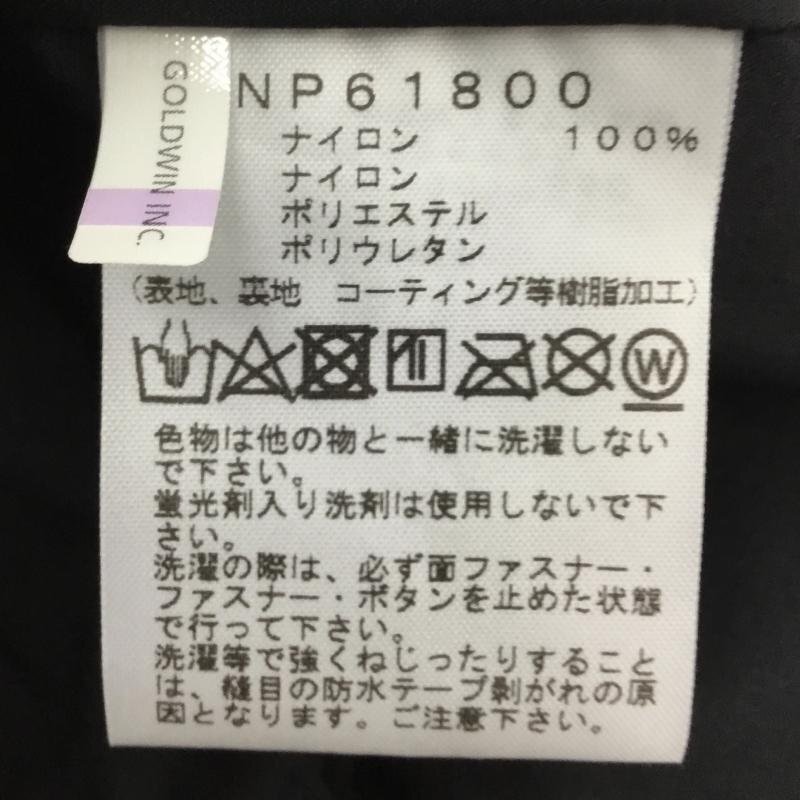 GOLDWIN INC.
NP61800
ナイロン 100%
ナイロン
ポリエステル
ポリウレタン
(表地、裏地 コーティング等樹脂加工)
W
色物は他の物と一緒に洗濯しない
で下さい。
蛍光剤入り洗剤は使用しないで下
さい。
洗濯の際は、必ず面ファスナー・
ファスナー・ボタンを止めた状態
で行って下さい。
洗濯等で強くねじったりすること
は、縫目の防水テープ剥がれの原
因となります。ご注意下さい。